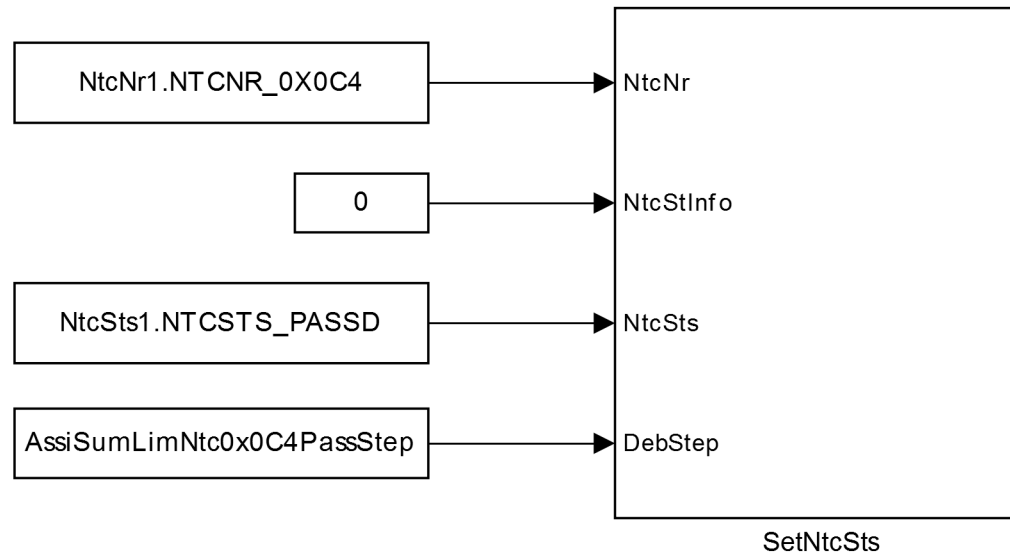 NtcNr1.NTCNR_0X0C4
NtcNr
0
NtcStInfo
NtcSts1.NTCSTS_PASSD
NtcSts
AssiSumLimNtc0x0C4PassStep
DebStep
SetNtcSts